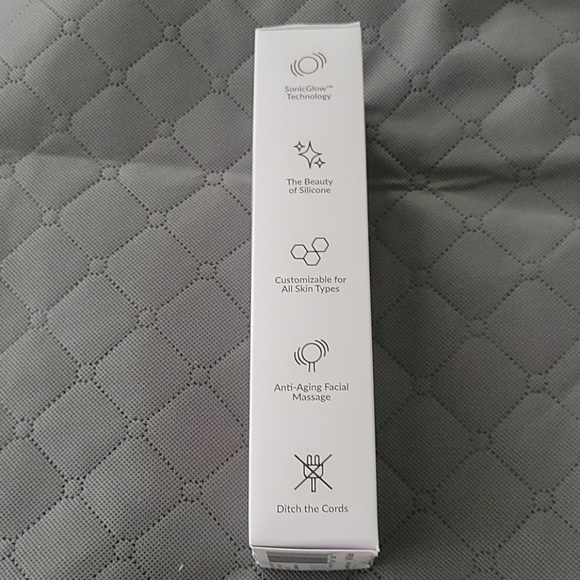 SonicGlow™
Technology
The Beauty
of Silicone
Customizable for
All Skin Types
Anti-Aging Facial
Massage
Ditch the Cords